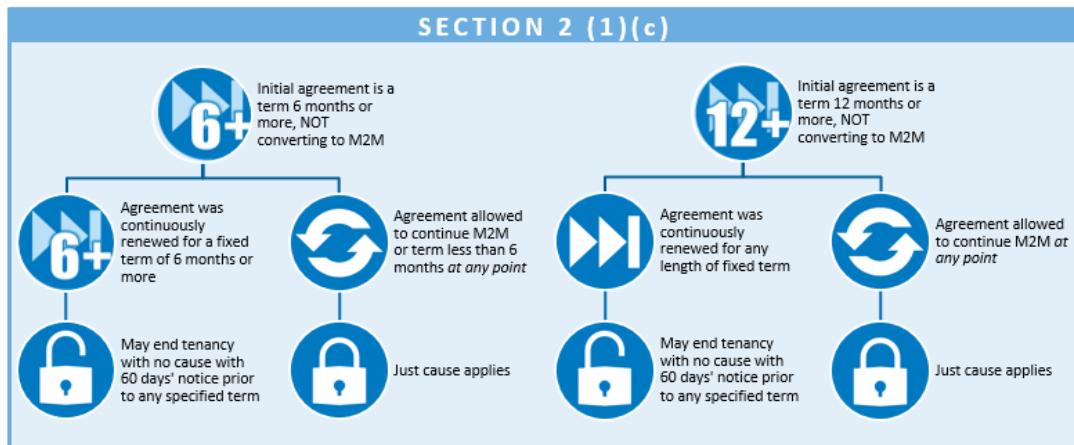 SECTION 2 (1)(c)
6+
Initial agreement is a
term 6 months or
more, NOT
converting to M2M
12+
Initial agreement is a
term 12 months or
more, NOT
converting to M2M
6+
Agreement was
continuously
renewed for a fixed
term of 6 months or
more
Agreement allowed
to continue M2M
or term less than 6
months at any point
Agreement was
continuously
renewed for any
length of fixed term
Agreement allowed
to continue M2M at
any point
May end tenancy
with no cause with
60 days' notice prior
to any specified term
Just cause applies
May end tenancy
with no cause with
60 days' notice prior
to any specified term
Just cause applies